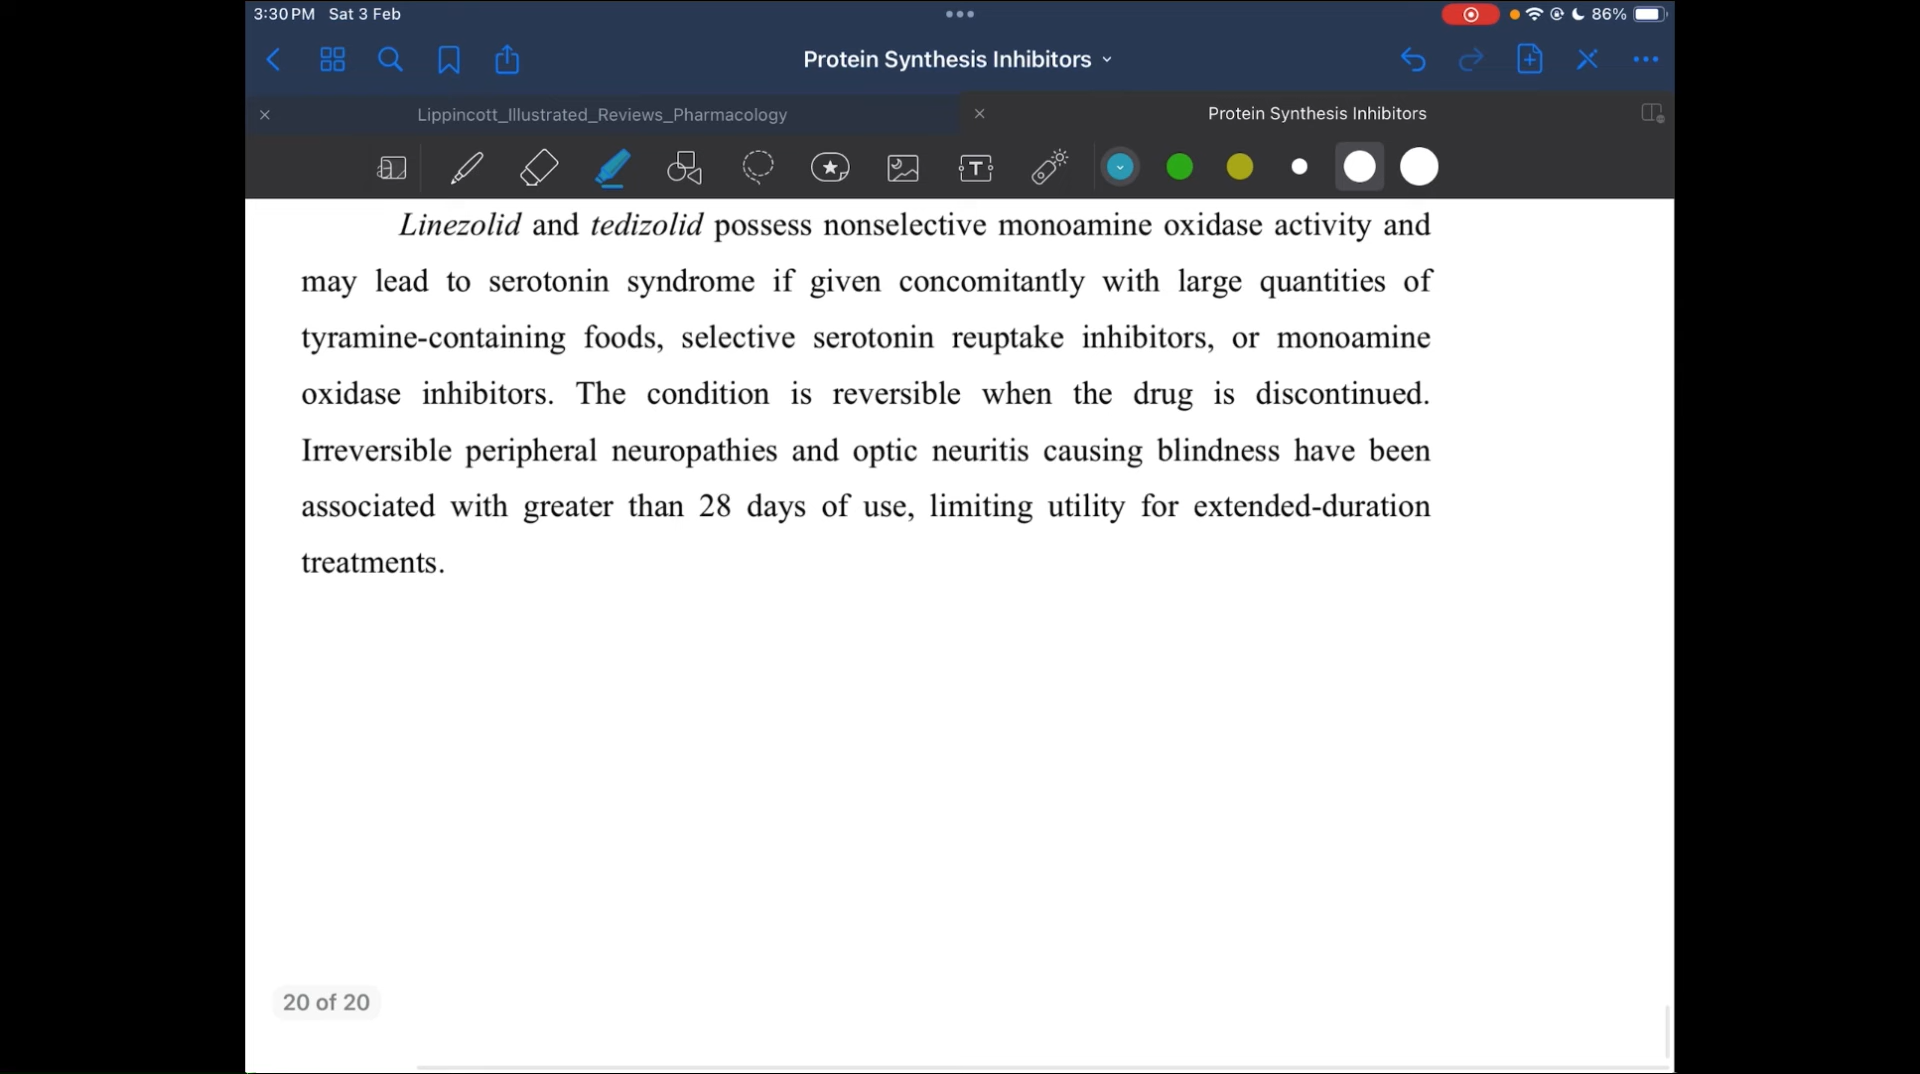 3:30 PM Sat 3 Feb
86%
Protein Synthesis Inhibitors
Lippincott_Illustrated_Reviews_Pharmacology
Protein Synthesis Inhibitors
Linezolid and tedizolid possess nonselective monoamine oxidase activity and
may lead to serotonin syndrome if given concomitantly with large quantities of
tyramine-containing foods, selective serotonin reuptake inhibitors, or monoamine
oxidase inhibitors. The condition is reversible when the drug is discontinued.
Irreversible peripheral neuropathies and optic neuritis causing blindness have been
associated with greater than 28 days of use, limiting utility for extended-duration
treatments.
20 of 20